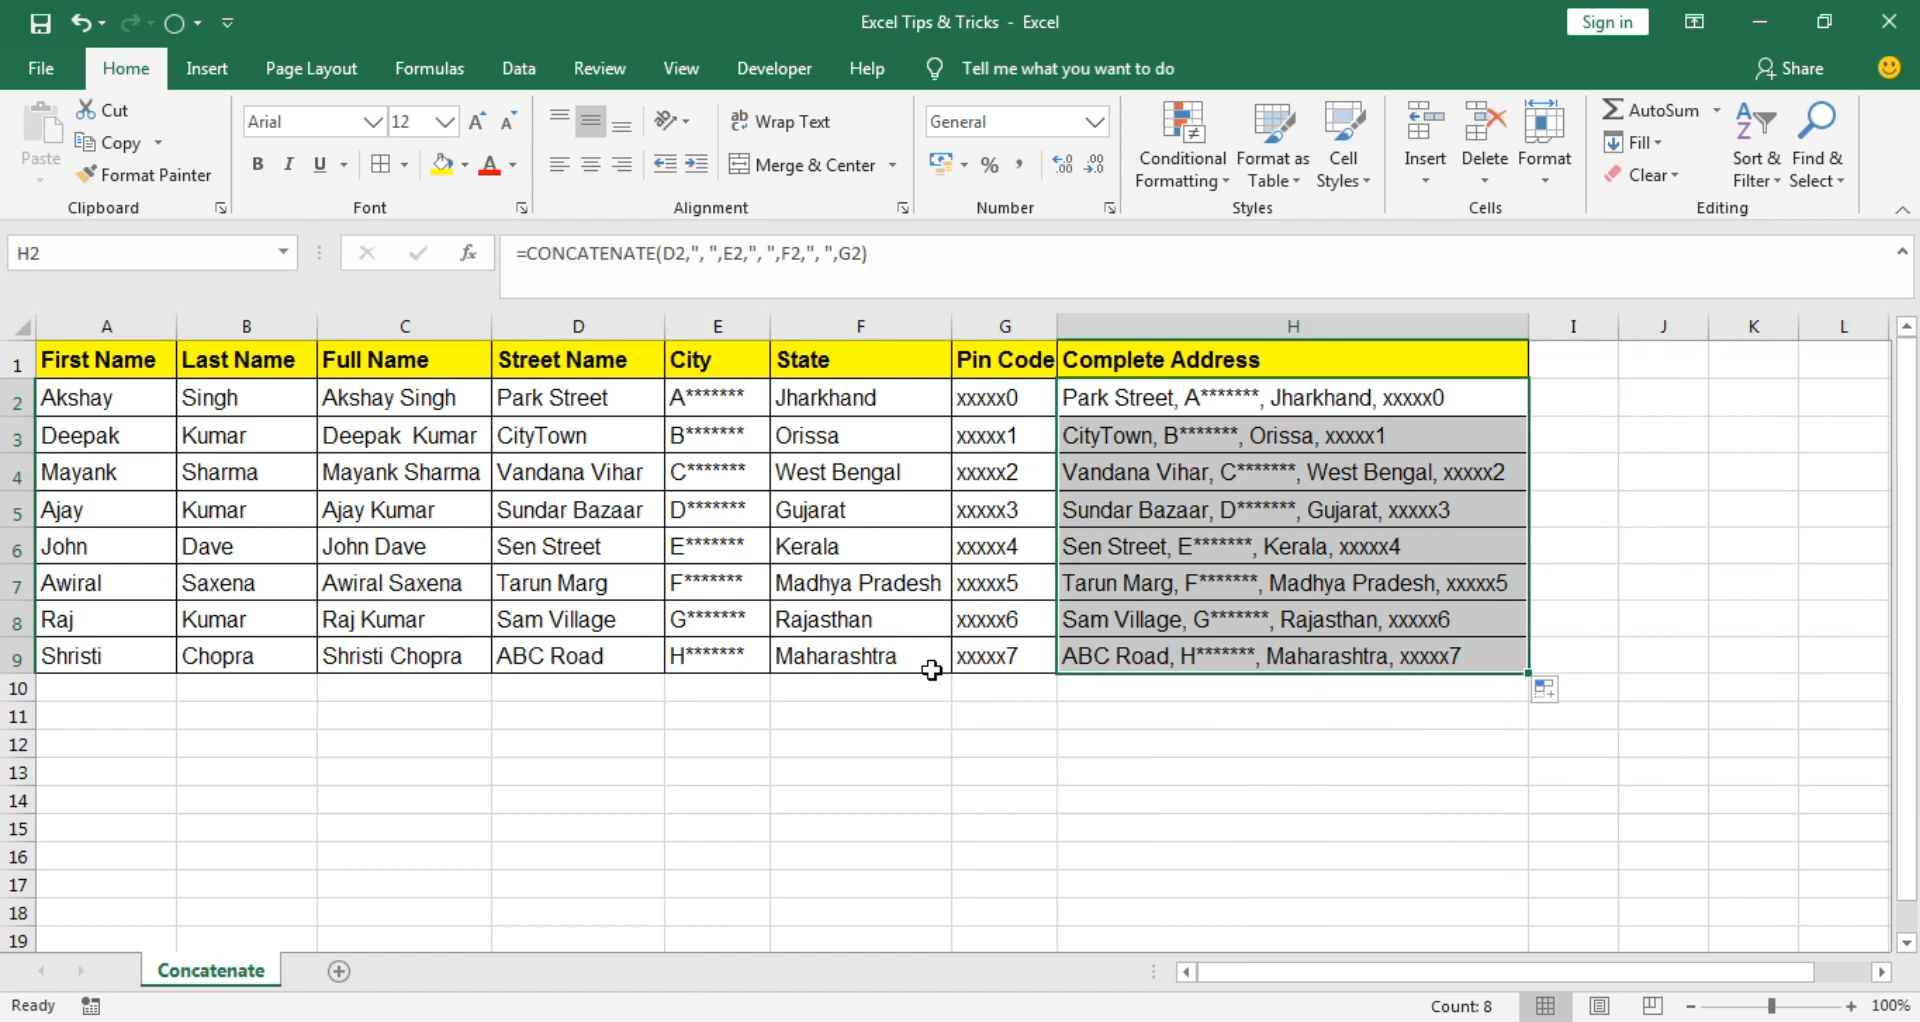 Excel Tips & Tricks - Excel
Sign in
File Home Insert Page Layout Formulas Data Review View Developer Help Tell me what you want to do Share
Paste
Cut
Copy
Format Painter
Clipboard
Arial 12 A A
B I U A
Font
ab Wrap Text
Merge & Center
Alignment
General
% , .00 .00
Number
Conditional Formatting
Format as Table
Cell Styles
Styles
Insert Delete Format
Cells
AutoSum
Fill
Clear
Sort & Filter
Find & Select
Editing
H2 fx =CONCATENATE(D2,", ",E2,", ",F2,", ",G2)
A B C D E F G H I J K L
1 First Name Last Name Full Name Street Name City State Pin Code Complete Address
2 Akshay Singh Akshay Singh Park Street A******* Jharkhand xxxxx0 Park Street, A*******, Jharkhand, xxxxx0
3 Deepak Kumar Deepak  Kumar CityTown B******* Orissa xxxxx1 CityTown, B*******, Orissa, xxxxx1
4 Mayank Sharma Mayank Sharma Vandana Vihar C******* West Bengal xxxxx2 Vandana Vihar, C*******, West Bengal, xxxxx2
5 Ajay Kumar Ajay Kumar Sundar Bazaar D******* Gujarat xxxxx3 Sundar Bazaar, D*******, Gujarat, xxxxx3
6 John Dave John Dave Sen Street E******* Kerala xxxxx4 Sen Street, E*******, Kerala, xxxxx4
7 Awiral Saxena Awiral Saxena Tarun Marg F******* Madhya Pradesh xxxxx5 Tarun Marg, F*******, Madhya Pradesh, xxxxx5
8 Raj Kumar Raj Kumar Sam Village G******* Rajasthan xxxxx6 Sam Village, G*******, Rajasthan, xxxxx6
9 Shristi Chopra Shristi Chopra ABC Road H******* Maharashtra xxxxx7 ABC Road, H*******, Maharashtra, xxxxx7
10
11
12
13
14
15
16
17
18
19
Concatenate
Ready Count: 8 100%